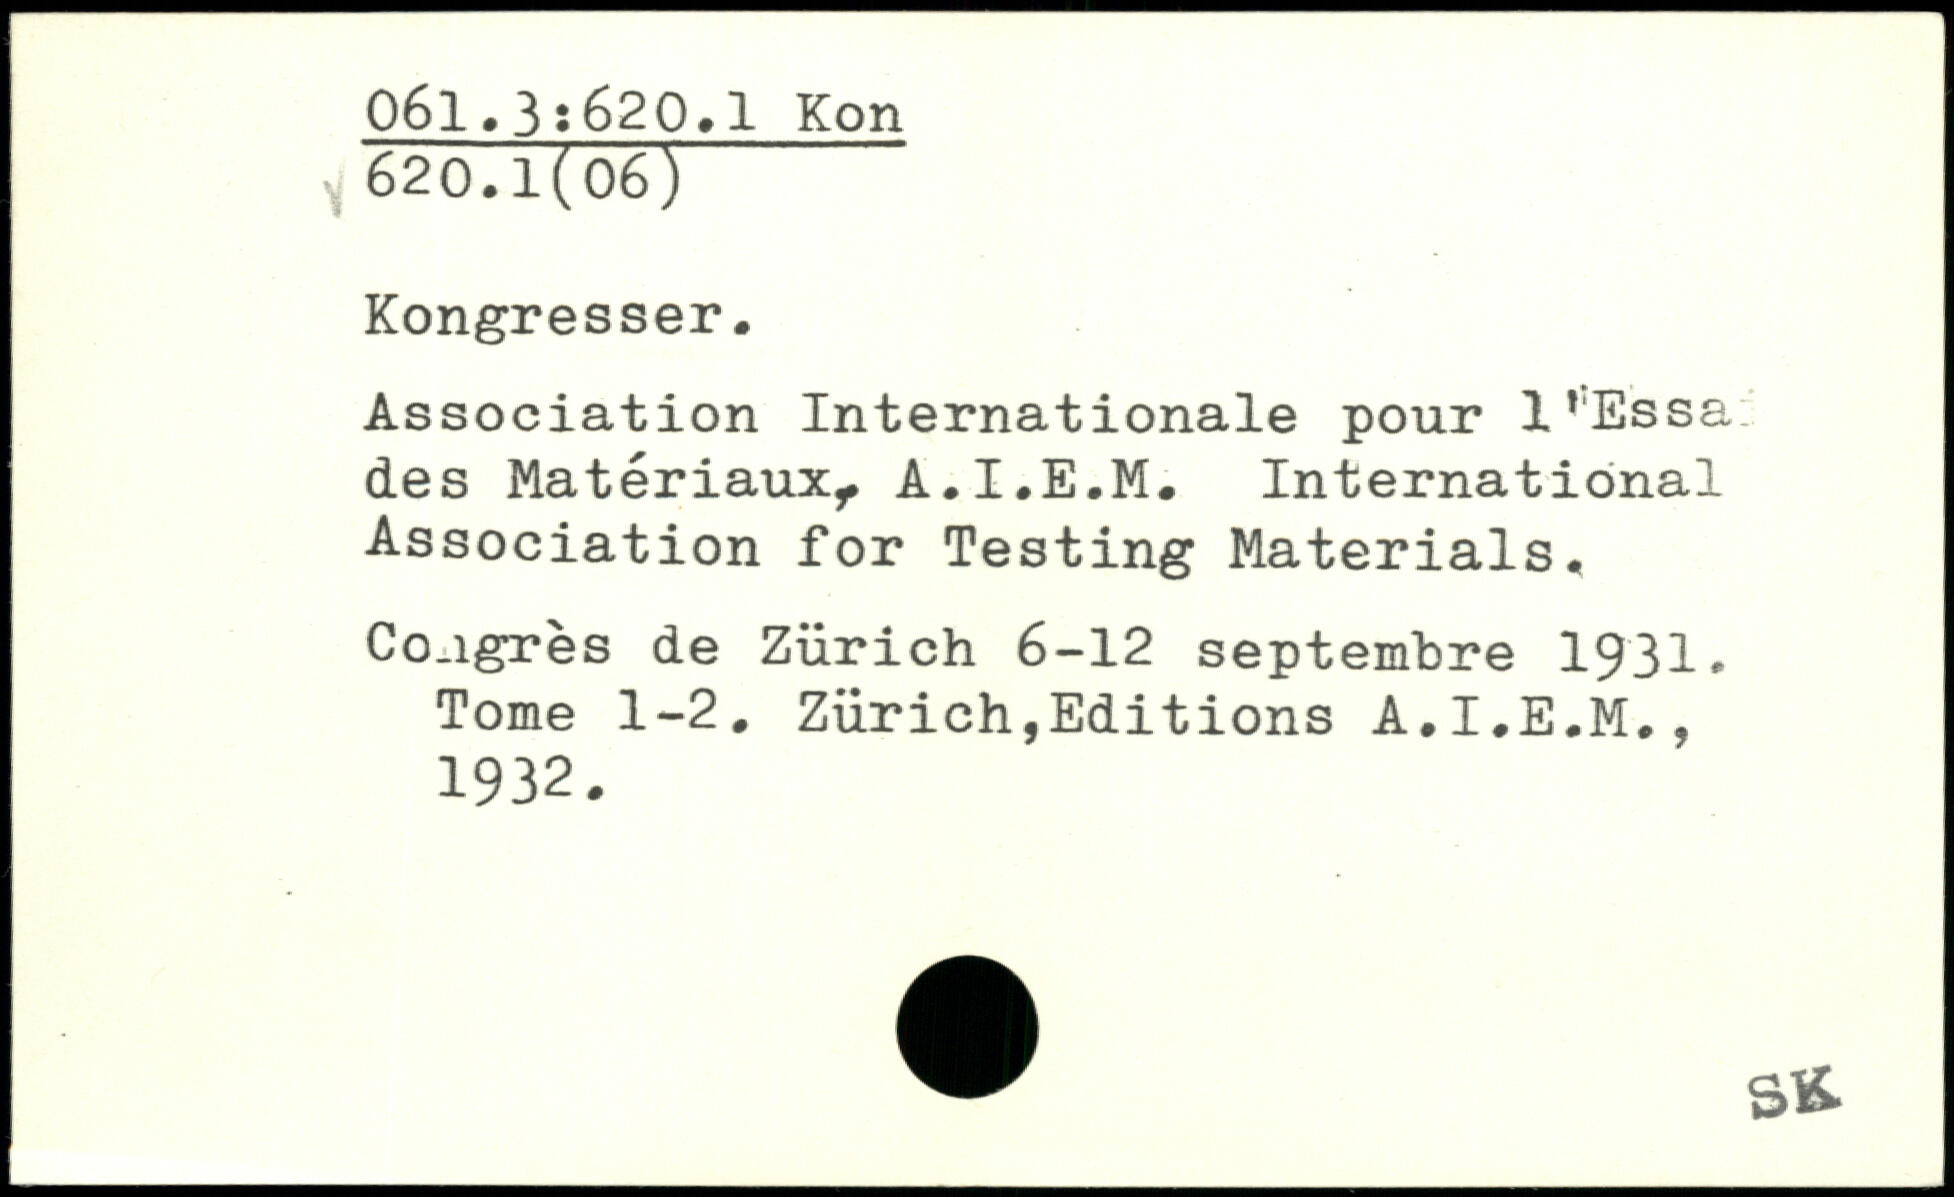 061.3:620.1 Kon
620.1(06)
Kongresser.
Association Internationale pour l'Essai
des Matériaux, A.I.E.M. International
Association for Testing Materials.
Congrès de Zürich 6-12 septembre 1931.
Tome 1-2. Zürich,Editions A.I.E.M.,
1932.
SK